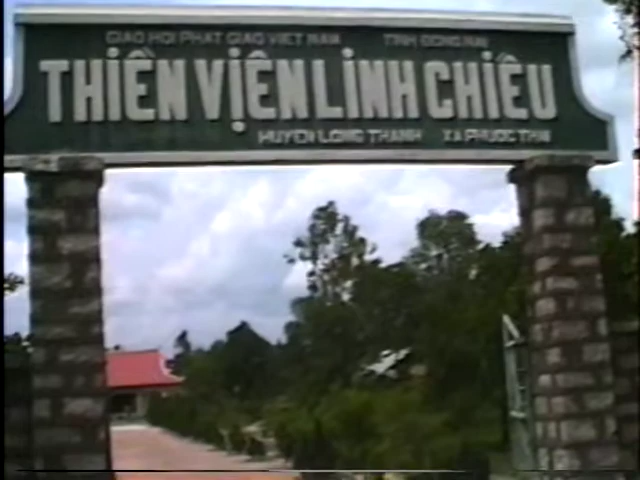 GIÁO HỘI PHẬT GIÁO VIỆT NAM TỈNH ĐỒNG NAI
THIỀN VIỆN LINH CHIẾU
HUYỆN LONG THÀNH XÃ PHƯỚC THÁI